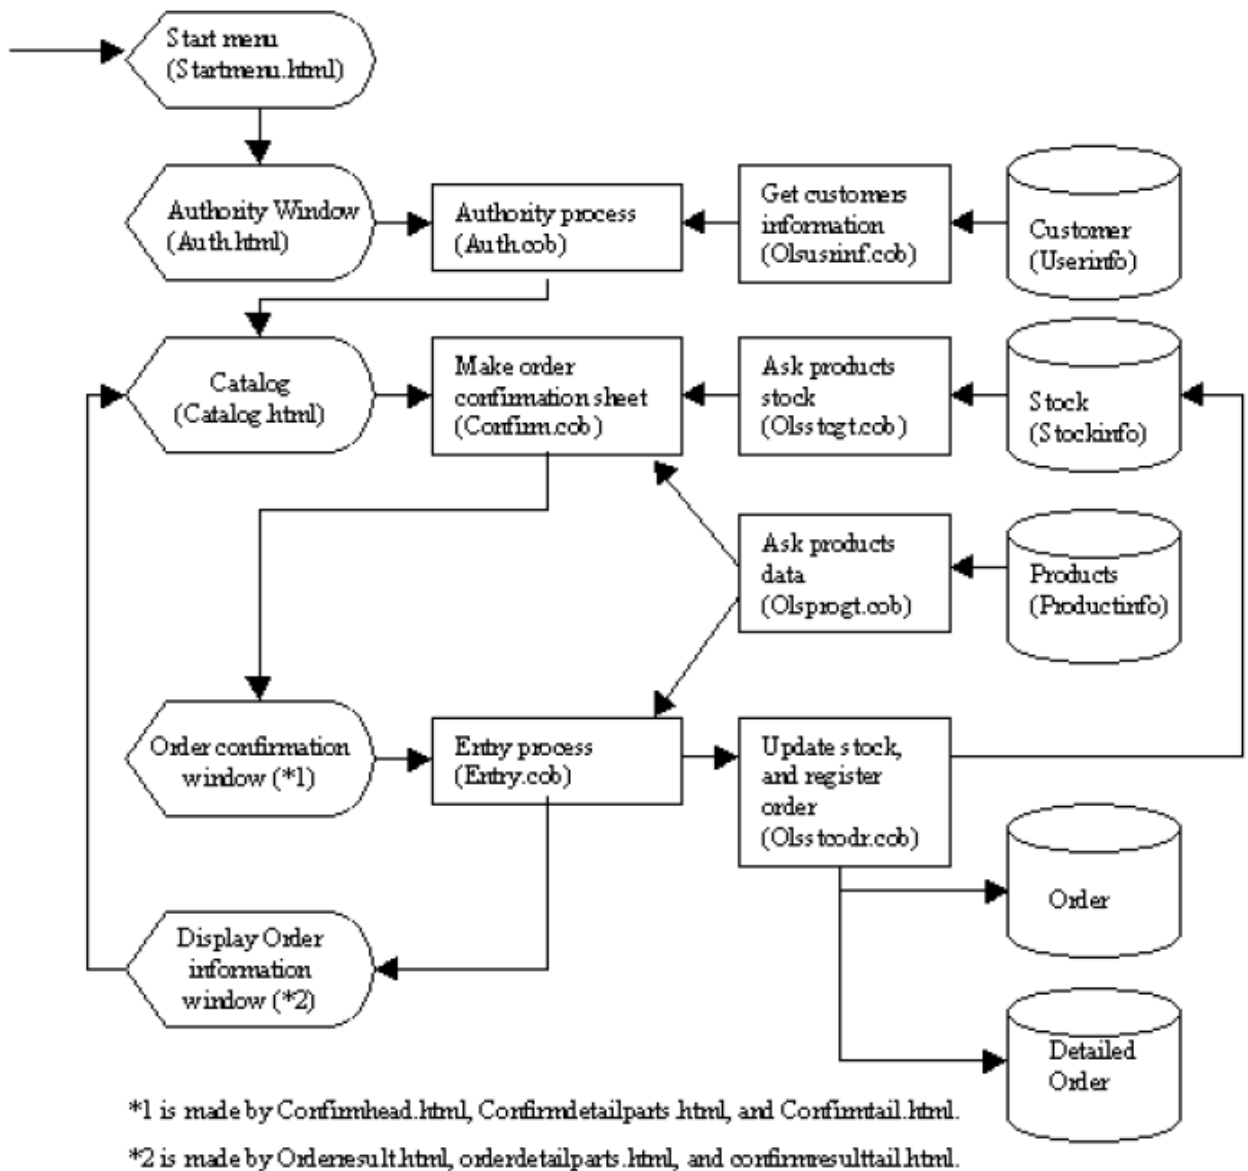 Start menu
(Startmenu.html)
Authority Window
(Auth.html)
Authority process
(Auth.cob)
Get customers
information
(Olsusrinf.cob)
Customer
(Userinfo)
Catalog
(Catalog.html)
Make order
confirmation sheet
(Confirm.cob)
Ask products
stock
(Olsstcgt.cob)
Stock
(Stockinfo)
Ask products
data
(Olsprogt.cob)
Products
(Productinfo)
Order confirmation
window (*1)
Entry process
(Entry.cob)
Update stock,
and register
order
(Olsstcodr.cob)
Order
Display Order
information
window (*2)
Detailed
Order
*1 is made by Confirmhead.html, Confirmdetailparts.html, and Confirmtail.html.
*2 is made by Orderresult.html, orderdetailparts.html, and confirmresulttail.html.